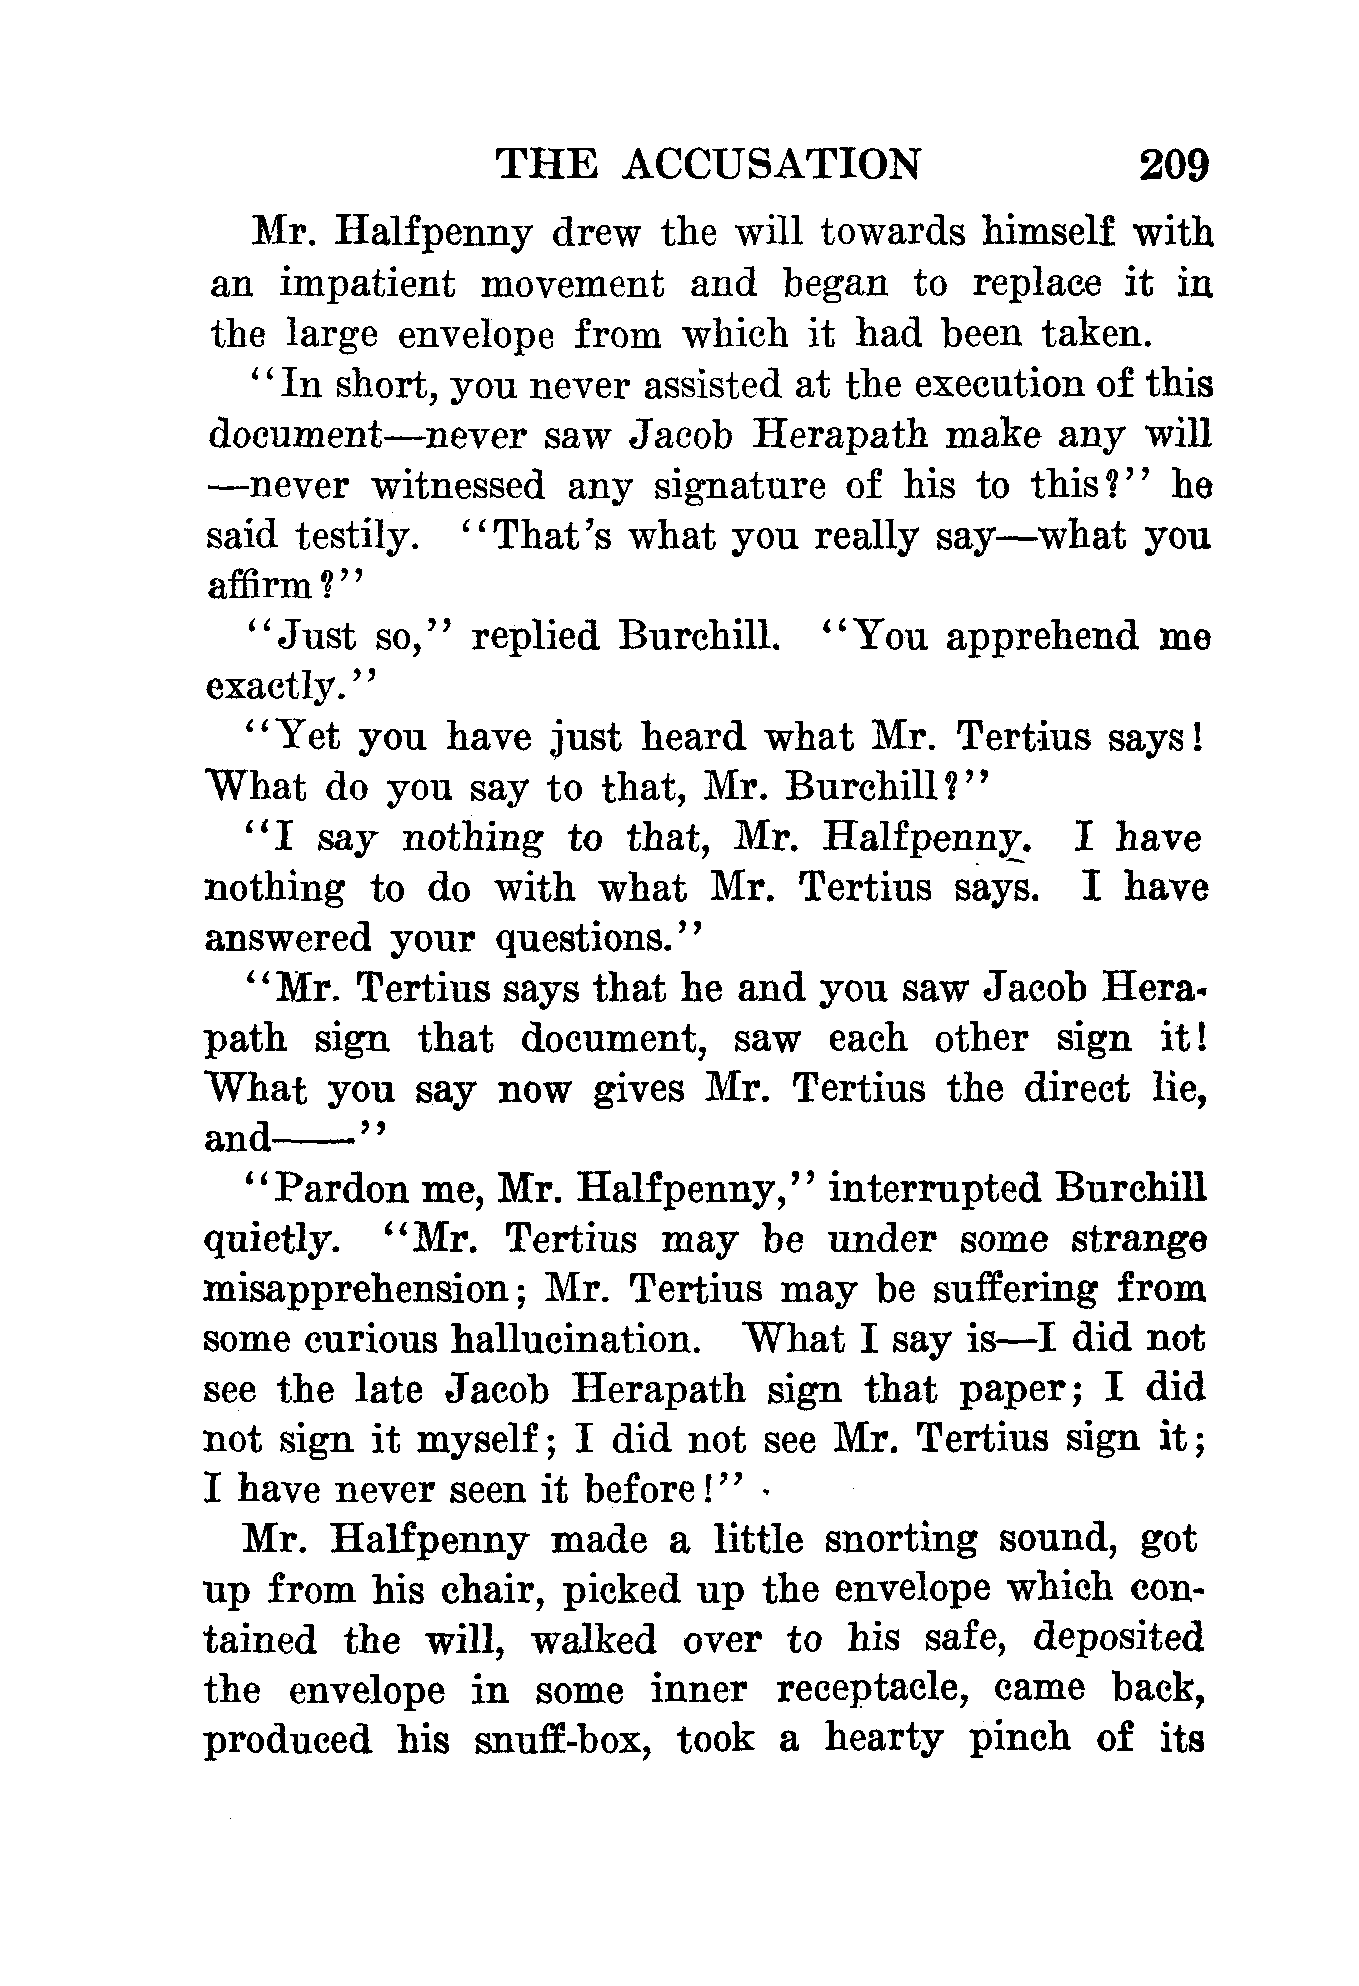 THE ACCUSATION 209
Mr. Halfpenny drew the will towards himself with
an impatient movement and began to replace it in
the large envelope from which it had been taken.
"In short, you never assisted at the execution of this
document—never saw Jacob Herapath make any will
—never witnessed any signature of his to this?" he
said testily. "That's what you really say—what you
affirm?"
"Just so," replied Burchill. "You apprehend me
exactly."
"Yet you have just heard what Mr. Tertius says!
What do you say to that, Mr. Burchill?"
"I say nothing to that, Mr. Halfpenny. I have
nothing to do with what Mr. Tertius says. I have
answered your questions."
"Mr. Tertius says that he and you saw Jacob Hera-
path sign that document, saw each other sign it!
What you say now gives Mr. Tertius the direct lie,
and——"
"Pardon me, Mr. Halfpenny," interrupted Burchill
quietly. "Mr. Tertius may be under some strange
misapprehension; Mr. Tertius may be suffering from
some curious hallucination. What I say is—I did not
see the late Jacob Herapath sign that paper; I did
not sign it myself; I did not see Mr. Tertius sign it;
I have never seen it before!"
Mr. Halfpenny made a little snorting sound, got
up from his chair, picked up the envelope which con-
tained the will, walked over to his safe, deposited
the envelope in some inner receptacle, came back,
produced his snuff-box, took a hearty pinch of its